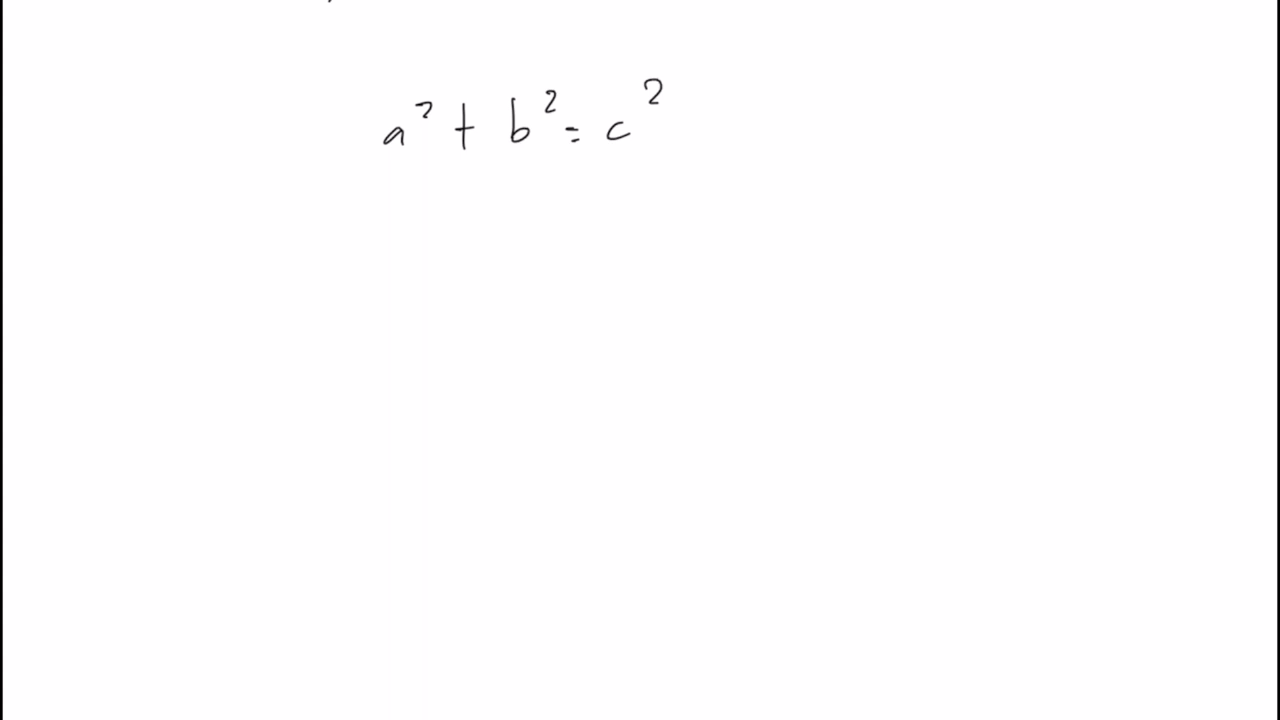 a² + b² = c²